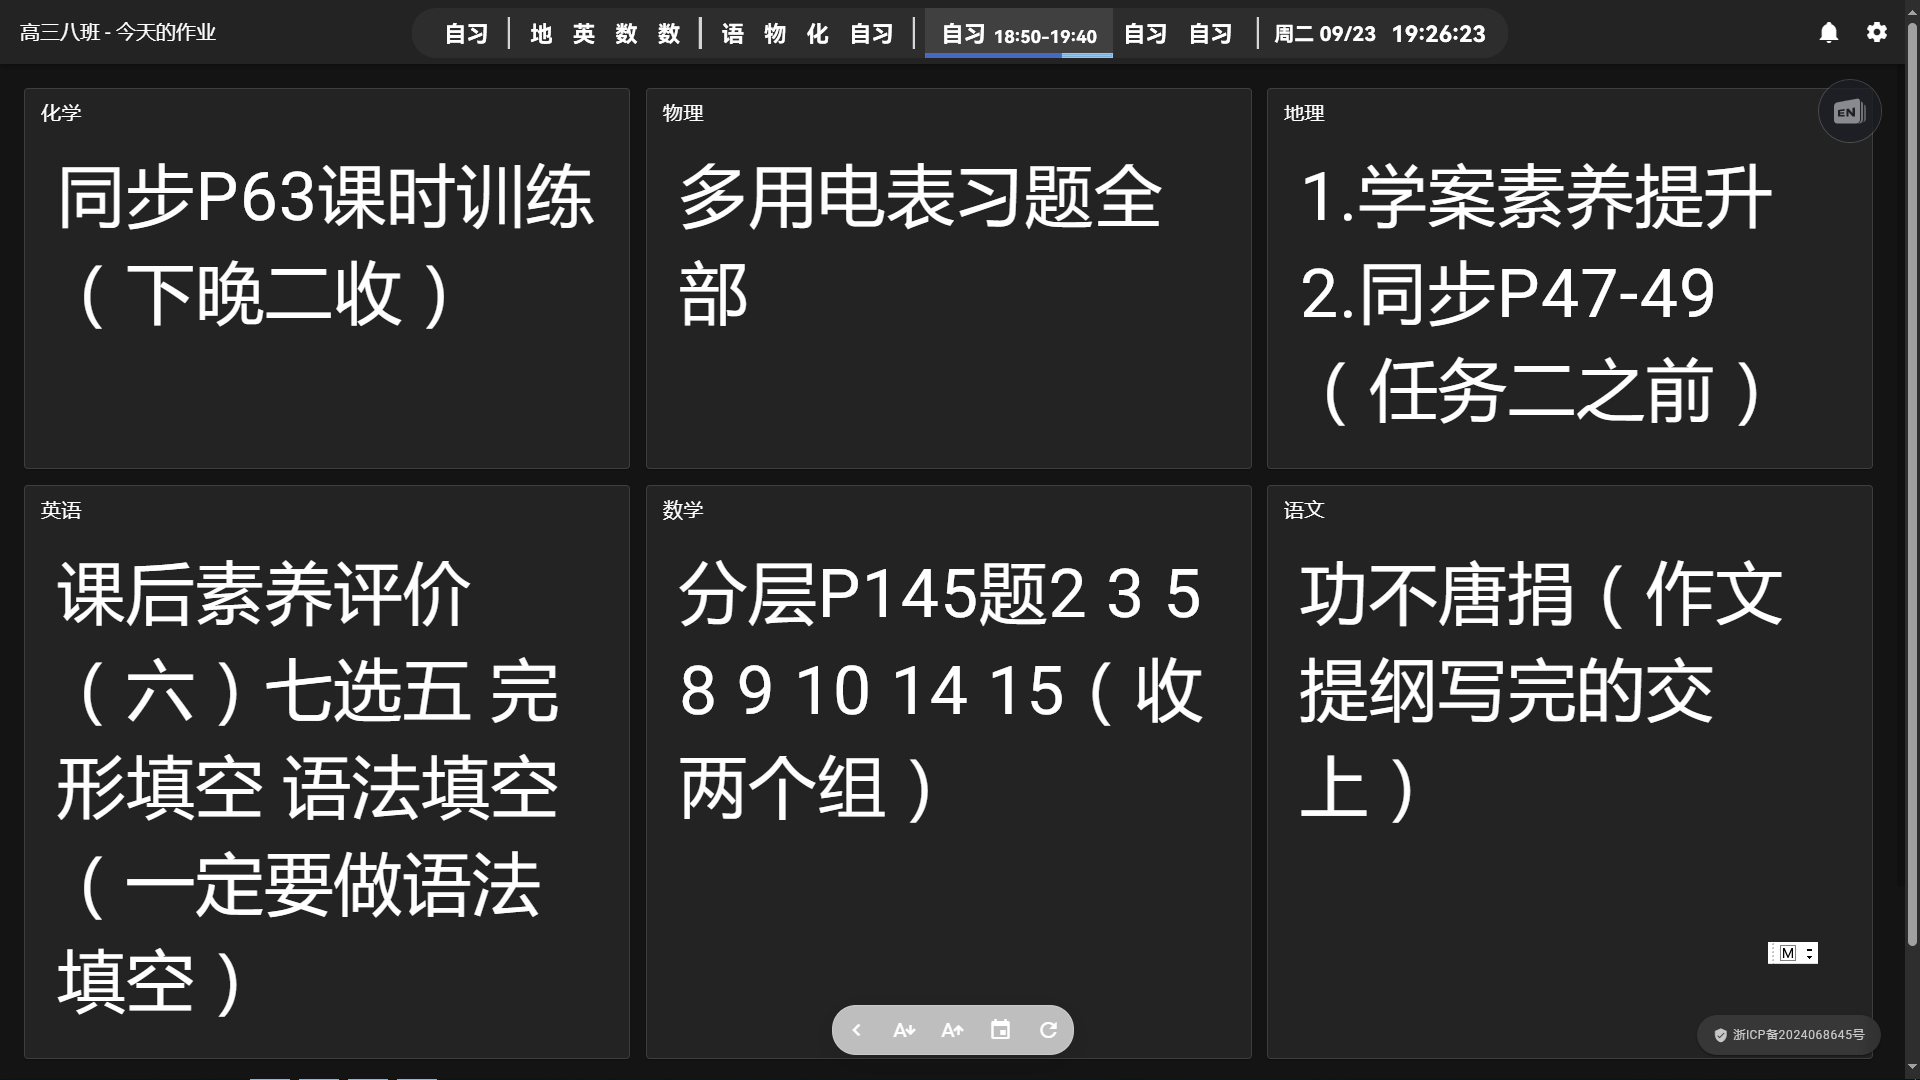 高三八班 - 今天的作业
自习 | 地 英 数 数 | 语 物 化 自习 | 自习 18:50-19:40 自习 自习 | 周二 09/23 19:26:23
化学
同步P63课时训练
（下晚二收）
物理
多用电表习题全
部
地理
EN
1.学案素养提升
2.同步P47-49
（任务二之前）
英语
课后素养评价
（六）七选五 完
形填空 语法填空
（一定要做语法
填空）
数学
分层P145题2 3 5
8 9 10 14 15（收
两个组）
语文
功不唐捐（作文
提纲写完的交
上）
M
A A
浙ICP备2024068645号